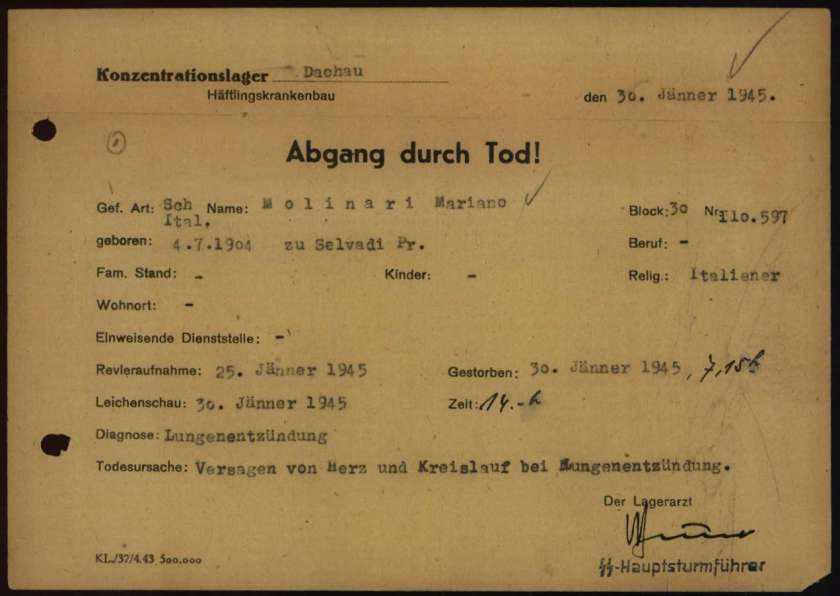 Konzentrationslager Dachau
Häftlingskrankenbau
den 30. Jänner 1945.
Abgang durch Tod!
Gef. Art: Sch Ital. Name: Molinari Mariano Block: 30 Nr. 110.597
geboren: 4.7.1904 zu Selvadi Pr. Beruf: -
Fam. Stand: - Kinder: - Relig.: Italiener
Wohnort: -
Einweisende Dienststelle: -
Revieraufnahme: 25. Jänner 1945 Gestorben: 30. Jänner 1945, 7,15 h
Leichenschau: 30. Jänner 1945 Zeit: 14.- h
Diagnose: Lungenentzündung
Todesursache: Versagen von Herz und Kreislauf bei Lungenentzündung.
Der Lagerarzt
SS-Hauptsturmführer
KL/37/4.43 500.000